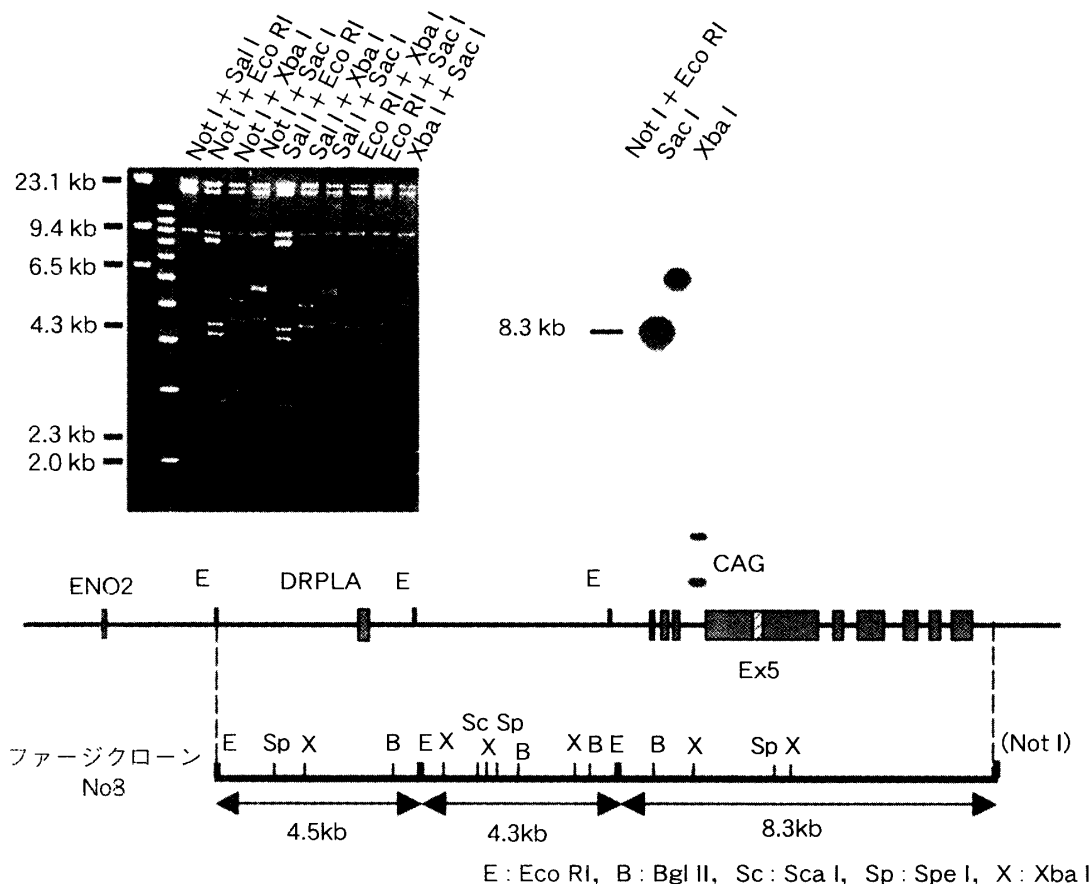 Not I + Sal I
Not I + Eco RI
Not I + Xba I
Not I + Sac I
Sal I + Eco RI
Sal I + Xba I
Sal I + Sac I
Eco RI + Xba I
Eco RI + Sac I
Xba I + Sac I
Not I + Eco RI
Sac I
Xba I
23.1 kb
9.4 kb
6.5 kb
4.3 kb
2.3 kb
2.0 kb
8.3 kb
CAG
ENO2
E
DRPLA
E
E
Ex5
ファージクローン
No3
E Sp X B E X Sc X Sp B X B E B X Sp X
(Not I)
4.5kb
4.3kb
8.3kb
E : Eco RI, B : Bgl II, Sc : Sca I, Sp : Spe I, X : Xba I